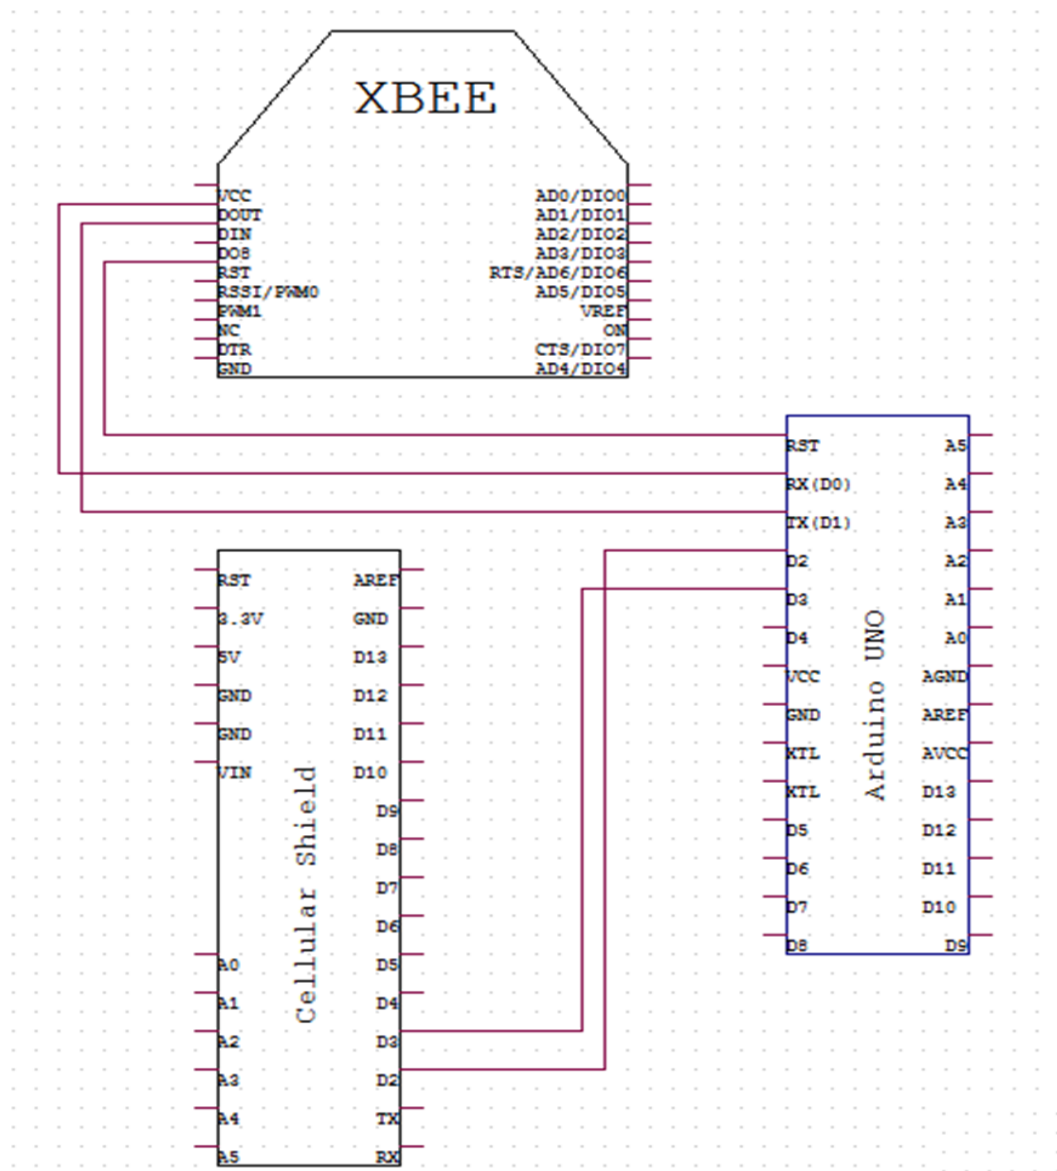 XBEE
VCC AD0/DIO0
DOUT AD1/DIO1
DIN AD2/DIO2
DO8 AD3/DIO3
RST RTS/AD6/DIO6
RSSI/PWM0 AD5/DIO5
PWM1 VREF
NC ON
DTR CTS/DIO7
GND AD4/DIO4
RST A5
RX(D0) A4
TX(D1) A3
D2 A2
D3 A1
D4 A0
VCC AGND
GND AREF
XTL AVCC
XTL D13
D5 D12
D6 D11
D7 D10
D8 D9
Arduino UNO
RST AREF
3.3V GND
5V D13
GND D12
GND D11
VIN D10
D9
D8
D7
D6
A0 D5
A1 D4
A2 D3
A3 D2
A4 TX
A5 RX
Cellular Shield